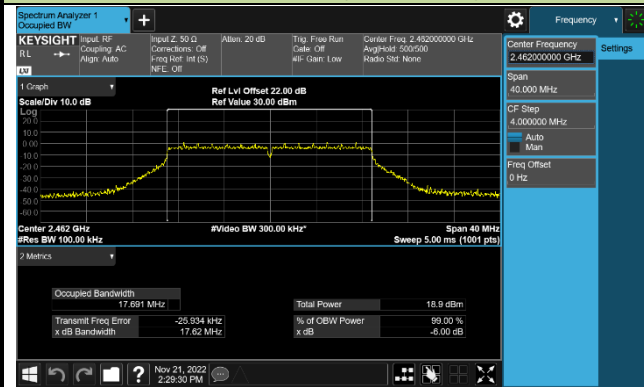 Spectrum Analyzer 1
Occupied BW
+
Frequency
KEYSIGHT
RL
Input: RF
Coupling: AC
Align: Auto
Input Z: 50 Ω
Corrections: Off
Freq Ref: Int (S)
NFE: Off
Atten: 20 dB
Trig: Free Run
Gate: Off
#IF Gain: Low
Center Freq: 2.462000000 GHz
Avg|Hold: 500/500
Radio Std: None
LXI
Center Frequency
2.462000000 GHz
Settings
Span
40.000 MHz
CF Step
4.000000 MHz
Auto
Man
Freq Offset
0 Hz
1 Graph
Scale/Div 10.0 dB
Ref Lvl Offset 22.00 dB
Ref Value 30.00 dBm
Log
20.0
10.0
0.00
-10.0
-20.0
-30.0
-40.0
-50.0
-60.0
Center 2.462 GHz
#Res BW 100.00 kHz
#Video BW 300.00 kHz*
Span 40 MHz
Sweep 5.00 ms (1001 pts)
2 Metrics
Occupied Bandwidth
17.691 MHz
Total Power 18.9 dBm
Transmit Freq Error -25.934 kHz
% of OBW Power 99.00 %
x dB Bandwidth 17.62 MHz
x dB -6.00 dB
?
Nov 21, 2022
2:29:30 PM